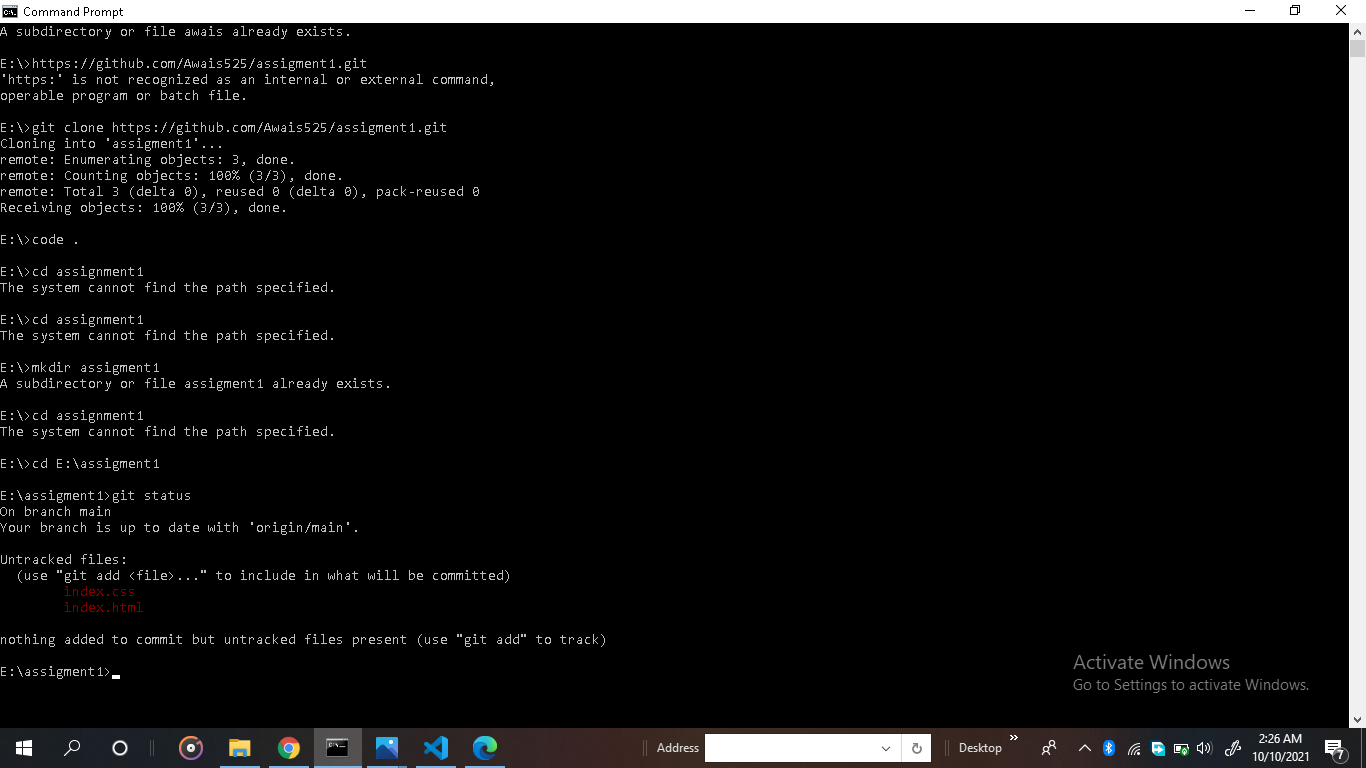 Command Prompt
A subdirectory or file awais already exists.
E:\>https://github.com/Awais525/assigment1.git
'https:' is not recognized as an internal or external command,
operable program or batch file.
E:\>git clone https://github.com/Awais525/assigment1.git
Cloning into 'assigment1'...
remote: Enumerating objects: 3, done.
remote: Counting objects: 100% (3/3), done.
remote: Total 3 (delta 0), reused 0 (delta 0), pack-reused 0
Receiving objects: 100% (3/3), done.
E:\>code .
E:\>cd assignment1
The system cannot find the path specified.
E:\>cd assignment1
The system cannot find the path specified.
E:\>mkdir assigment1
A subdirectory or file assigment1 already exists.
E:\>cd assignment1
The system cannot find the path specified.
E:\>cd E:\assigment1
E:\assigment1>git status
On branch main
Your branch is up to date with 'origin/main'.
Untracked files:
(use "git add <file>..." to include in what will be committed)
index.css
index.html
nothing added to commit but untracked files present (use "git add" to track)
E:\assigment1>
Activate Windows
Go to Settings to activate Windows.
Address
Desktop
2:26 AM
10/10/2021
7